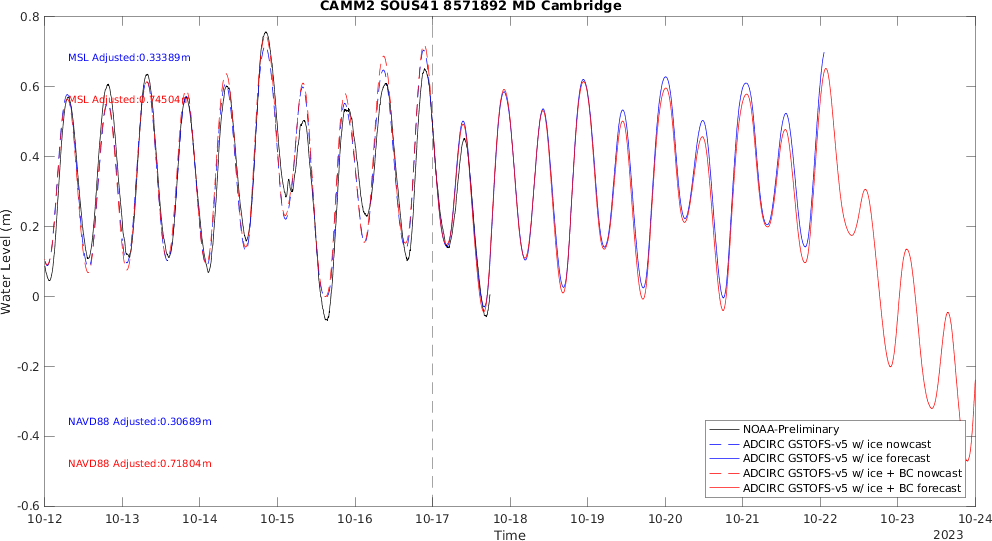 CAMM2 SOUS41 8571892 MD Cambridge
0.8
MSL Adjusted:0.33389m
0.6
MSL Adjusted:0.74504m
0.4
0.2
Water Level (m)
0
-0.2
NAVD88 Adjusted:0.30689m
-0.4
NAVD88 Adjusted:0.71804m
-0.6
NOAA-Preliminary
ADCIRC GSTOFS-v5 w/ ice nowcast
ADCIRC GSTOFS-v5 w/ ice forecast
ADCIRC GSTOFS-v5 w/ ice + BC nowcast
ADCIRC GSTOFS-v5 w/ ice + BC forecast
10-12 10-13 10-14 10-15 10-16 10-17 10-18 10-19 10-20 10-21 10-22 10-23 10-24
Time
2023